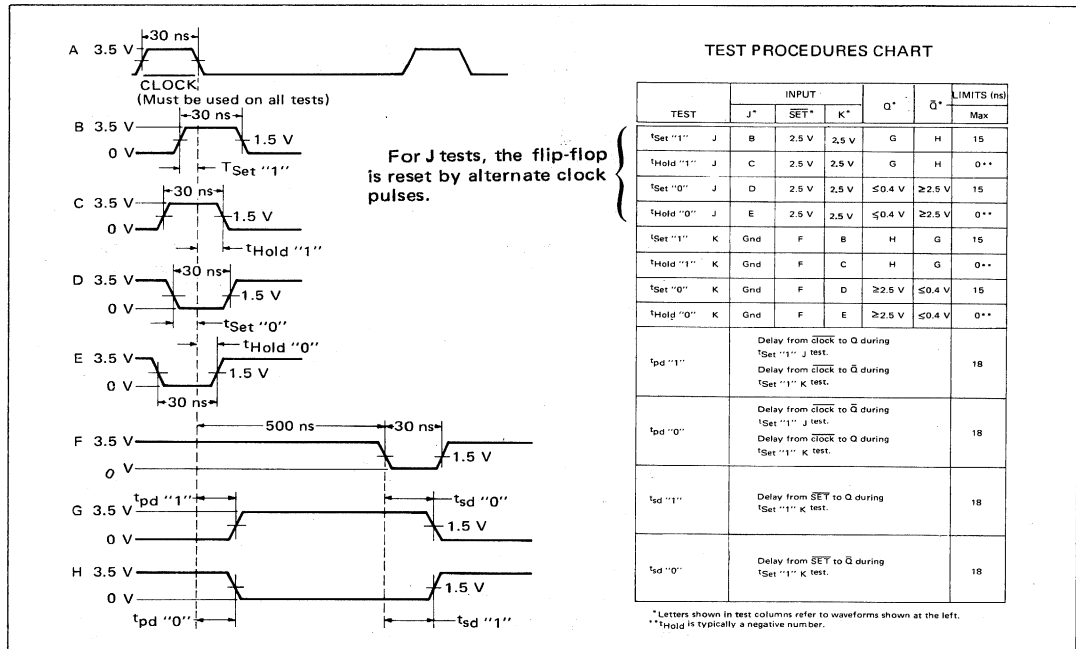 A 3.5 V
30 ns
CLOCK
(Must be used on all tests)
30 ns
B 3.5 V
0 V
1.5 V
TSet "1"
30 ns
C 3.5 V
0 V
1.5 V
tHold "1"
30 ns
D 3.5 V
0 V
1.5 V
tSet "0"
tHold "0"
E 3.5 V
0 V
1.5 V
30 ns
500 ns
30 ns
F 3.5 V
0 V
1.5 V
tpd "1"
tsd "0"
G 3.5 V
0 V
1.5 V
H 3.5 V
0 V
1.5 V
tpd "0"
tsd "1"
For J tests, the flip-flop
is reset by alternate clock
pulses.
TEST PROCEDURES CHART
TEST INPUT Q* Q̅* LIMITS (ns)
J* S̅E̅T̅* K* Max
tSet "1" J B 2.5 V 2.5 V G H 15
tHold "1" J C 2.5 V 2.5 V G H 0**
tSet "0" J D 2.5 V 2.5 V ≤0.4 V ≥2.5 V 15
tHold "0" J E 2.5 V 2.5 V ≤0.4 V ≥2.5 V 0**
tSet "1" K Gnd F B H G 15
tHold "1" K Gnd F C H G 0**
tSet "0" K Gnd F D ≥2.5 V ≤0.4 V 15
tHold "0" K Gnd F E ≥2.5 V ≤0.4 V 0**
tpd "1"
Delay from c̅l̅o̅c̅k̅ to Q during
tSet "1" J test.
Delay from c̅l̅o̅c̅k̅ to Q̅ during
tSet "1" K test.
18
tpd "0"
Delay from c̅l̅o̅c̅k̅ to Q̅ during
tSet "1" J test.
Delay from c̅l̅o̅c̅k̅ to Q during
tSet "1" K test.
18
tsd "1"
Delay from S̅E̅T̅ to Q during
tSet "1" K test.
18
tsd "0"
Delay from S̅E̅T̅ to Q̅ during
tSet "1" K test.
18
*Letters shown in test columns refer to waveforms shown at the left.
**tHold is typically a negative number.